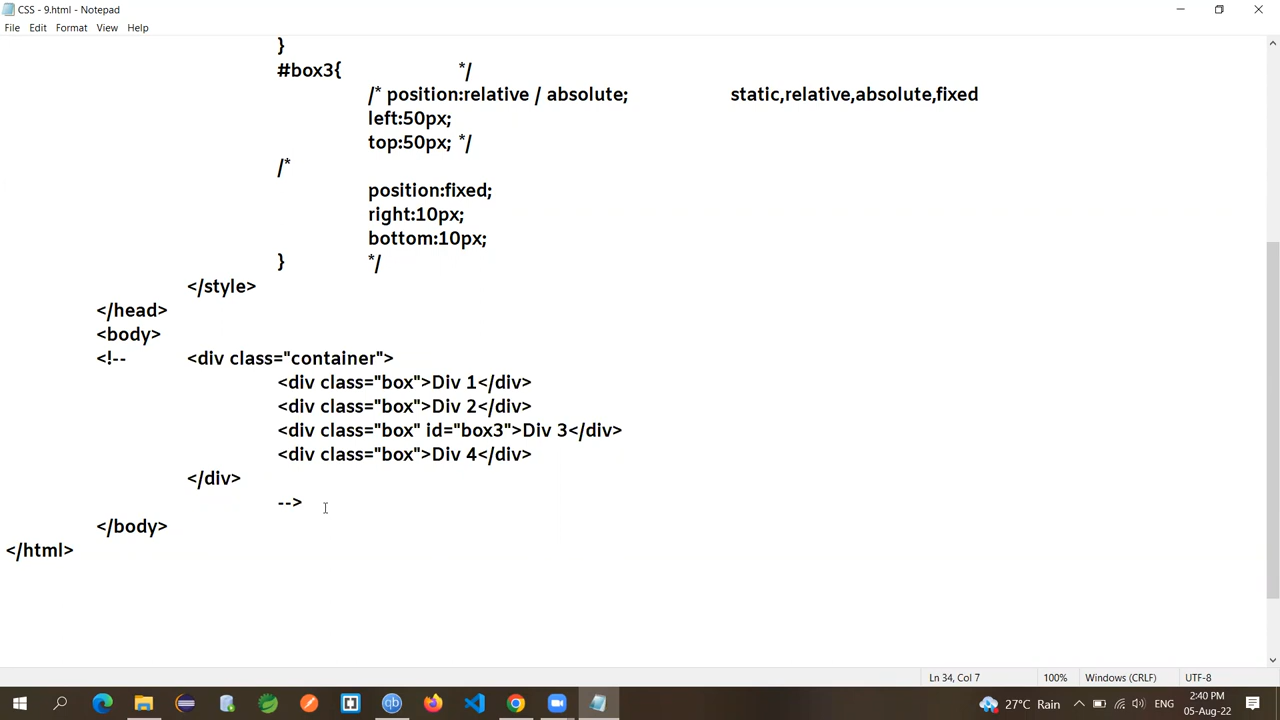 CSS - 9.html - Notepad
File Edit Format View Help
}
#box3{ */
/* position:relative / absolute; static,relative,absolute,fixed
left:50px;
top:50px; */
/*
position:fixed;
right:10px;
bottom:10px;
} */
</style>
</head>
<body>
<!-- <div class="container">
<div class="box">Div 1</div>
<div class="box">Div 2</div>
<div class="box" id="box3">Div 3</div>
<div class="box">Div 4</div>
</div>
-->
</body>
</html>
Ln 34, Col 7 100% Windows (CRLF) UTF-8
qb
27°C Rain
2:40 PM
05-Aug-22